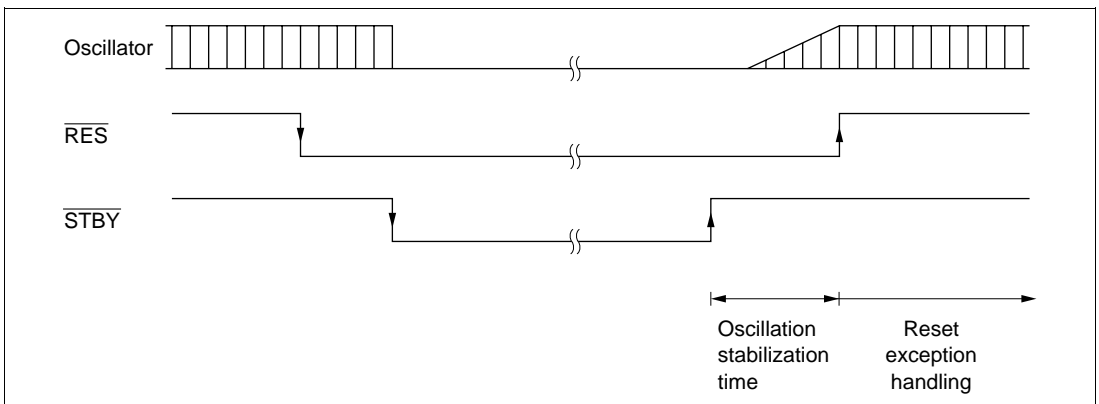 Oscillator
RES
STBY
Oscillation
stabilization
time
Reset
exception
handling